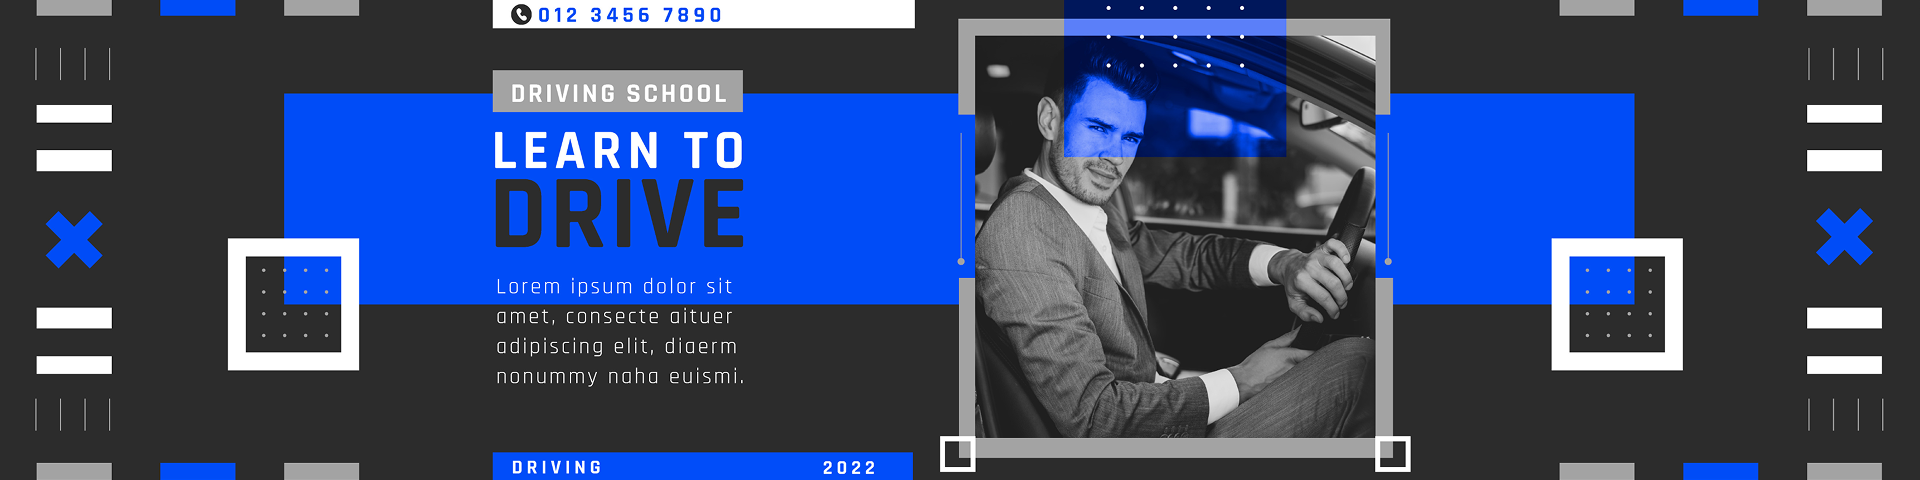 012 3456 7890
DRIVING SCHOOL
LEARN TO
DRIVE
Lorem ipsum dolor sit
amet, consecte aituer
adipiscing elit, diaerm
nonummy naha euismi.
DRIVING 2022